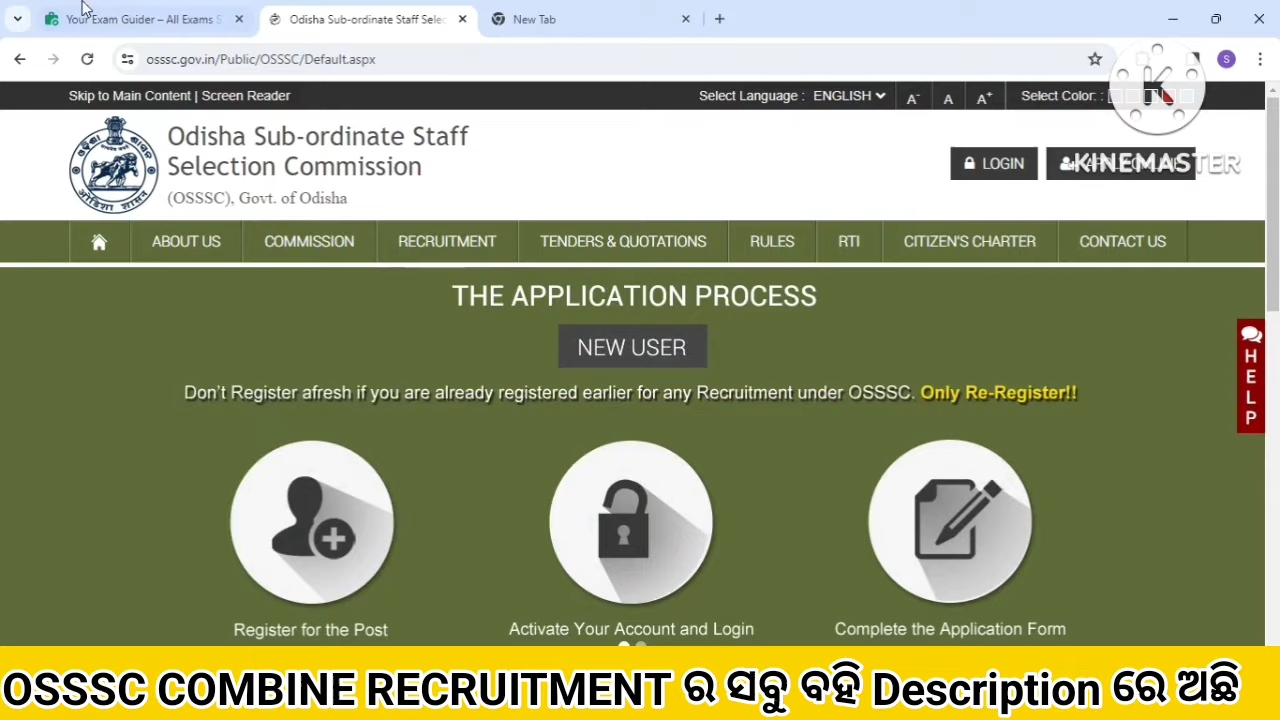 Your Exam Guider – All Exams S
Odisha Sub-ordinate Staff Selec
New Tab
osssc.gov.in/Public/OSSSC/Default.aspx
S
Skip to Main Content | Screen Reader
Select Language : ENGLISH
A-
A
A+
Select Color: :
K
Odisha Sub-ordinate Staff
Selection Commission
(OSSSC), Govt. of Odisha
LOGIN
KINEMASTER
ABOUT US
COMMISSION
RECRUITMENT
TENDERS & QUOTATIONS
RULES
RTI
CITIZEN'S CHARTER
CONTACT US
THE APPLICATION PROCESS
NEW USER
Don't Register afresh if you are already registered earlier for any Recruitment under OSSSC. Only Re-Register!!
HELP
Register for the Post
Activate Your Account and Login
Complete the Application Form
OSSSC COMBINE RECRUITMENT ର ସବୁ ବହି Description ରେ ଅଛି